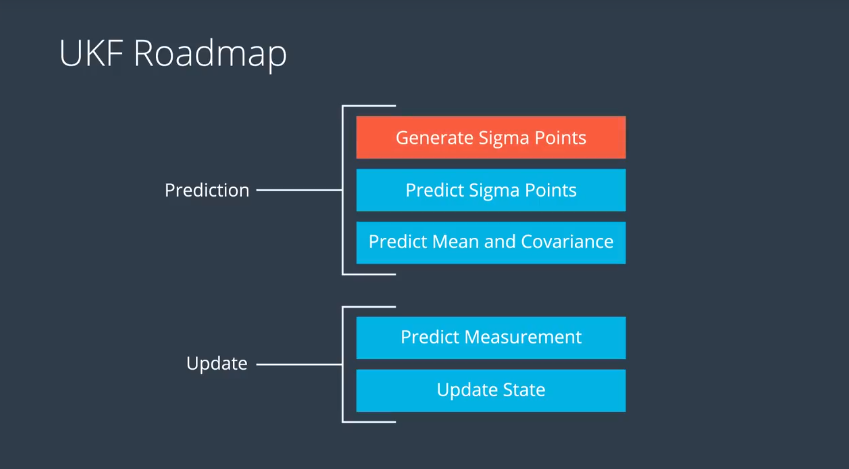 UKF Roadmap
Prediction
Generate Sigma Points
Predict Sigma Points
Predict Mean and Covariance
Update
Predict Measurement
Update State